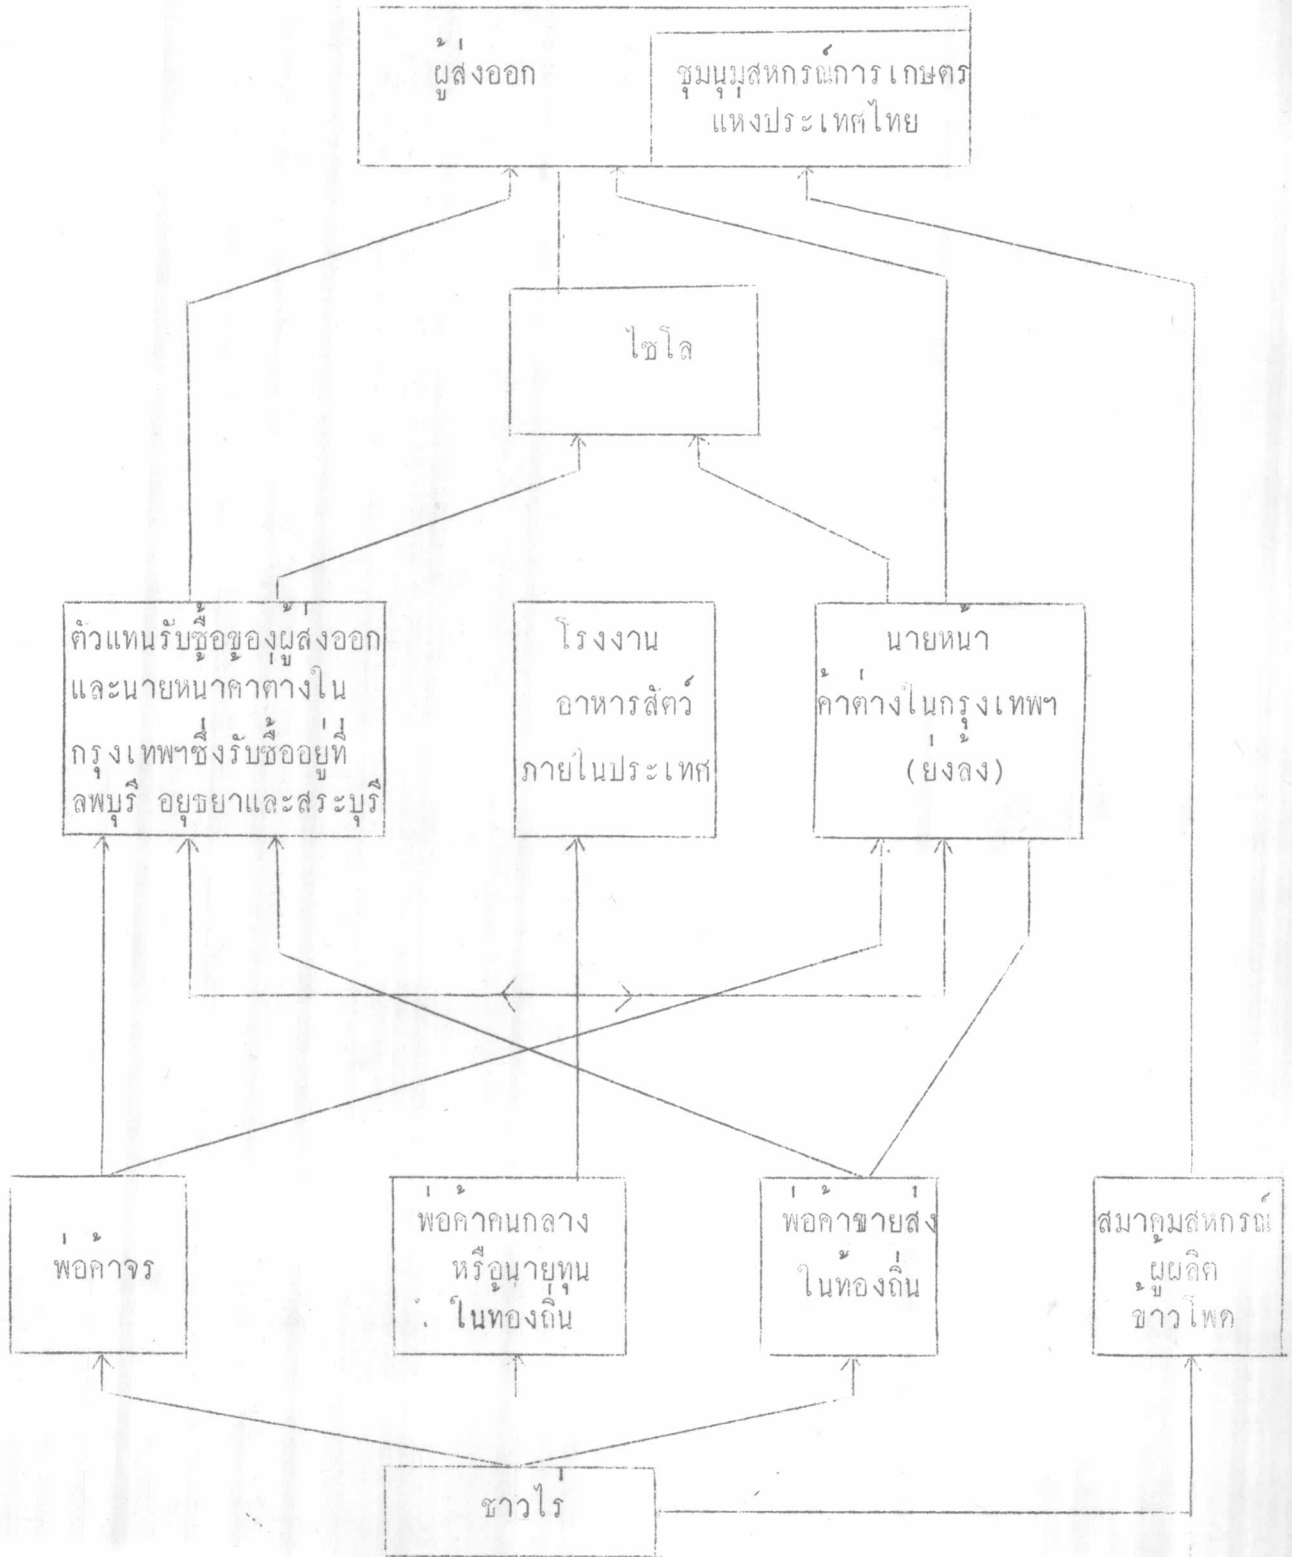 ผู้ส่งออก
ชุมนุมสหกรณ์การเกษตร
แห่งประเทศไทย
ไซโล
ตัวแทนรับซื้อของผู้ส่งออก
และนายหน้าค้าต่างใน
กรุงเทพฯซึ่งรับซื้ออยู่ที่
ลพบุรี อยุธยาและสระบุรี
โรงงาน
อาหารสัตว์
ภายในประเทศ
นายหน้า
ค้าต่างในกรุงเทพฯ
(ย่งล้ง)
พ่อค้าจร
พ่อค้าคนกลาง
หรือนายทุน
ในท้องถิ่น
พ่อค้าขายส่ง
ในท้องถิ่น
สมาคมสหกรณ์
ผู้ผลิต
ข้าวโพด
ชาวไร่